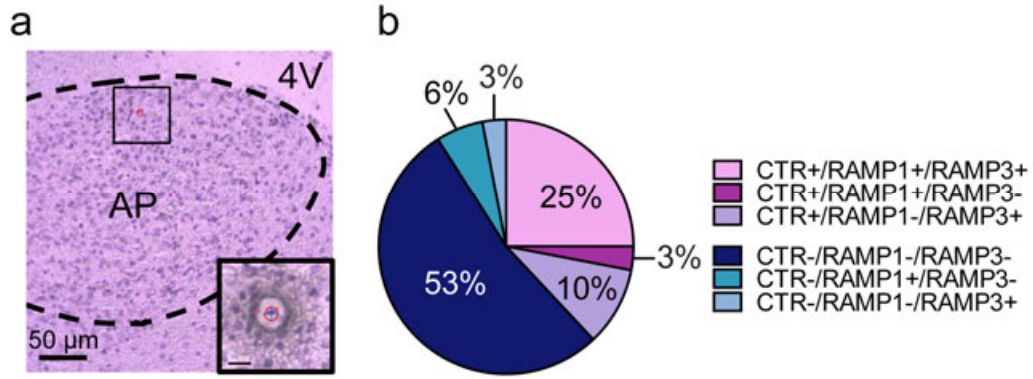 a
4V
AP
50 µm
b
3%
6%
25%
3%
10%
53%
CTR+/RAMP1+/RAMP3+
CTR+/RAMP1+/RAMP3-
CTR+/RAMP1-/RAMP3+
CTR-/RAMP1-/RAMP3-
CTR-/RAMP1+/RAMP3-
CTR-/RAMP1-/RAMP3+